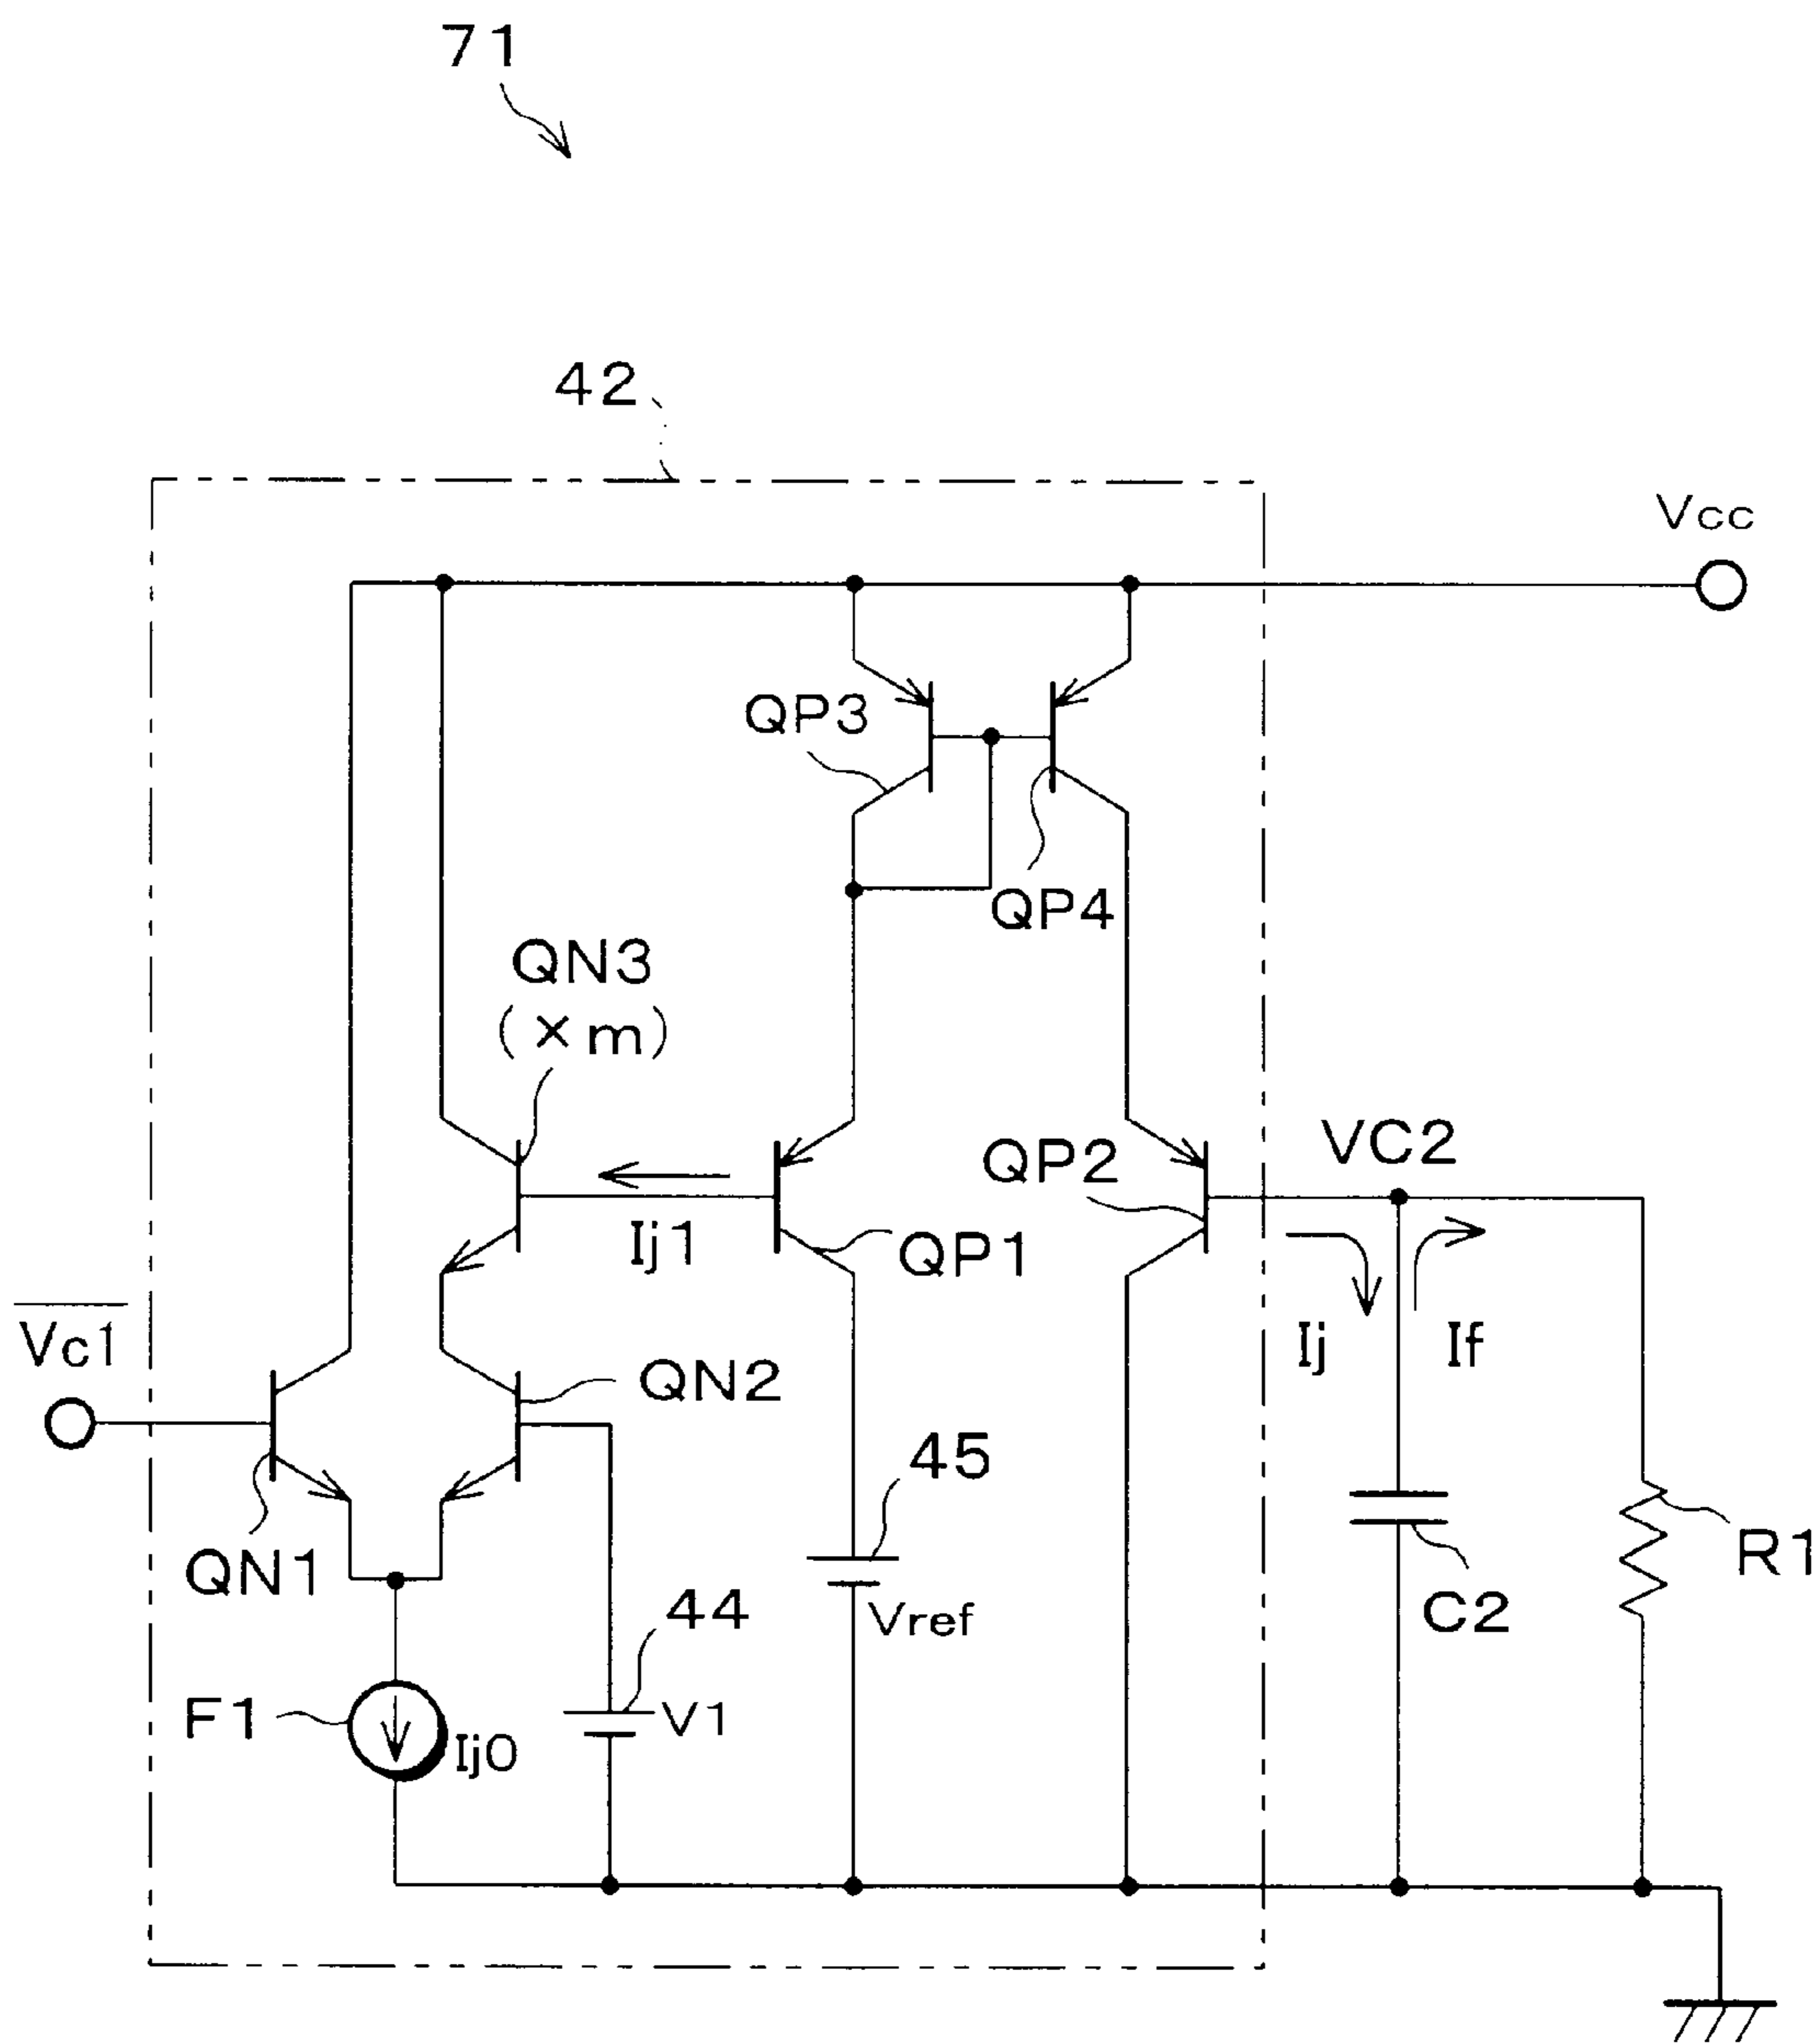 71
42
Vcc
QP3
QP4
QN3
(×m)
QP2
VC2
Ij1
QP1
Vc1
Ij
If
QN2
45
QN1
R1
44
C2
Vref
F1
Ij0
V1